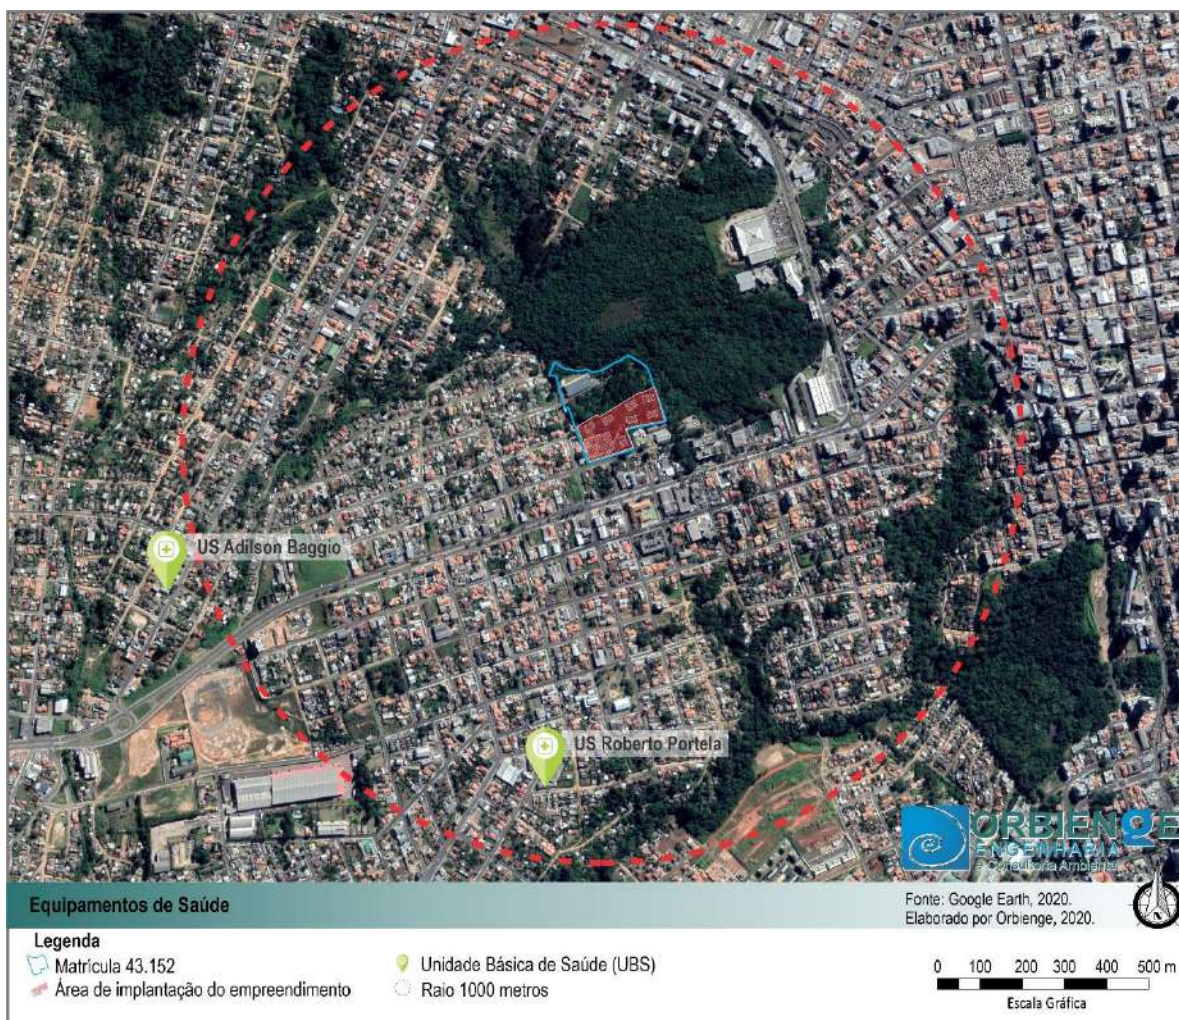 US Adilson Baggio
US Roberto Portela
ORBIENGE
ENGENHARIA
e Consultoria Ambiental
Equipamentos de Saúde
Fonte: Google Earth, 2020.
Elaborado por Orbienge, 2020.
N
Legenda
Matrícula 43.152
Área de implantação do empreendimento
Unidade Básica de Saúde (UBS)
Raio 1000 metros
0 100 200 300 400 500 m
Escala Gráfica